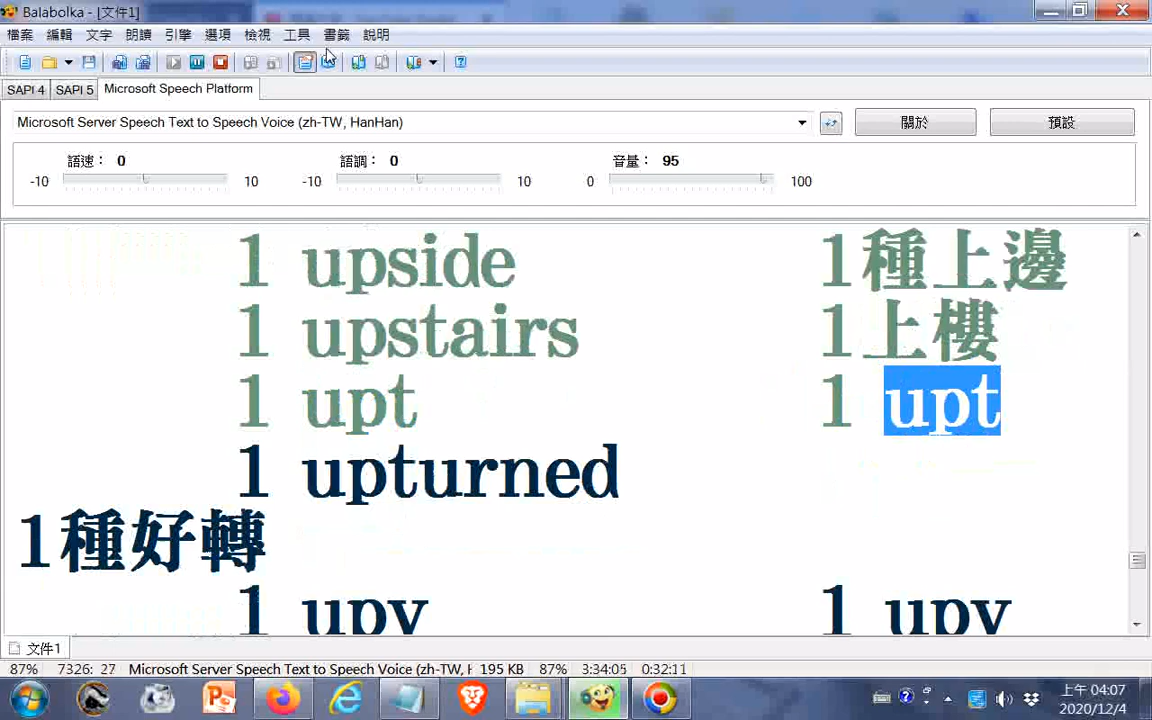 Balabolka - [文件1]
檔案 編輯 文字 朗讀 引擎 選項 檢視 工具 書籤 說明
SAPI 4 SAPI 5 Microsoft Speech Platform
Microsoft Server Speech Text to Speech Voice (zh-TW, HanHan) 關於 預設
語速： 0 語調： 0 音量： 95
-10 10 -10 10 0 100
1 upside 1種上邊
1 upstairs 1上樓
1 upt 1 upt
1 upturned
1種好轉
1 upv 1 upv
文件1
87% 7326: 27 Microsoft Server Speech Text to Speech Voice (zh-TW, H 195 KB 87% 3:34:05 0:32:11
上午 04:07
2020/12/4